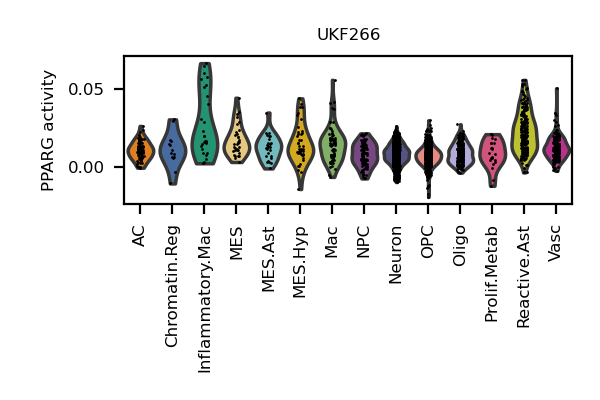 UKF266
PPARG activity
0.05
0.00
AC
Chromatin.Reg
Inflammatory.Mac
MES
MES.Ast
MES.Hyp
Mac
NPC
Neuron
OPC
Oligo
Prolif.Metab
Reactive.Ast
Vasc